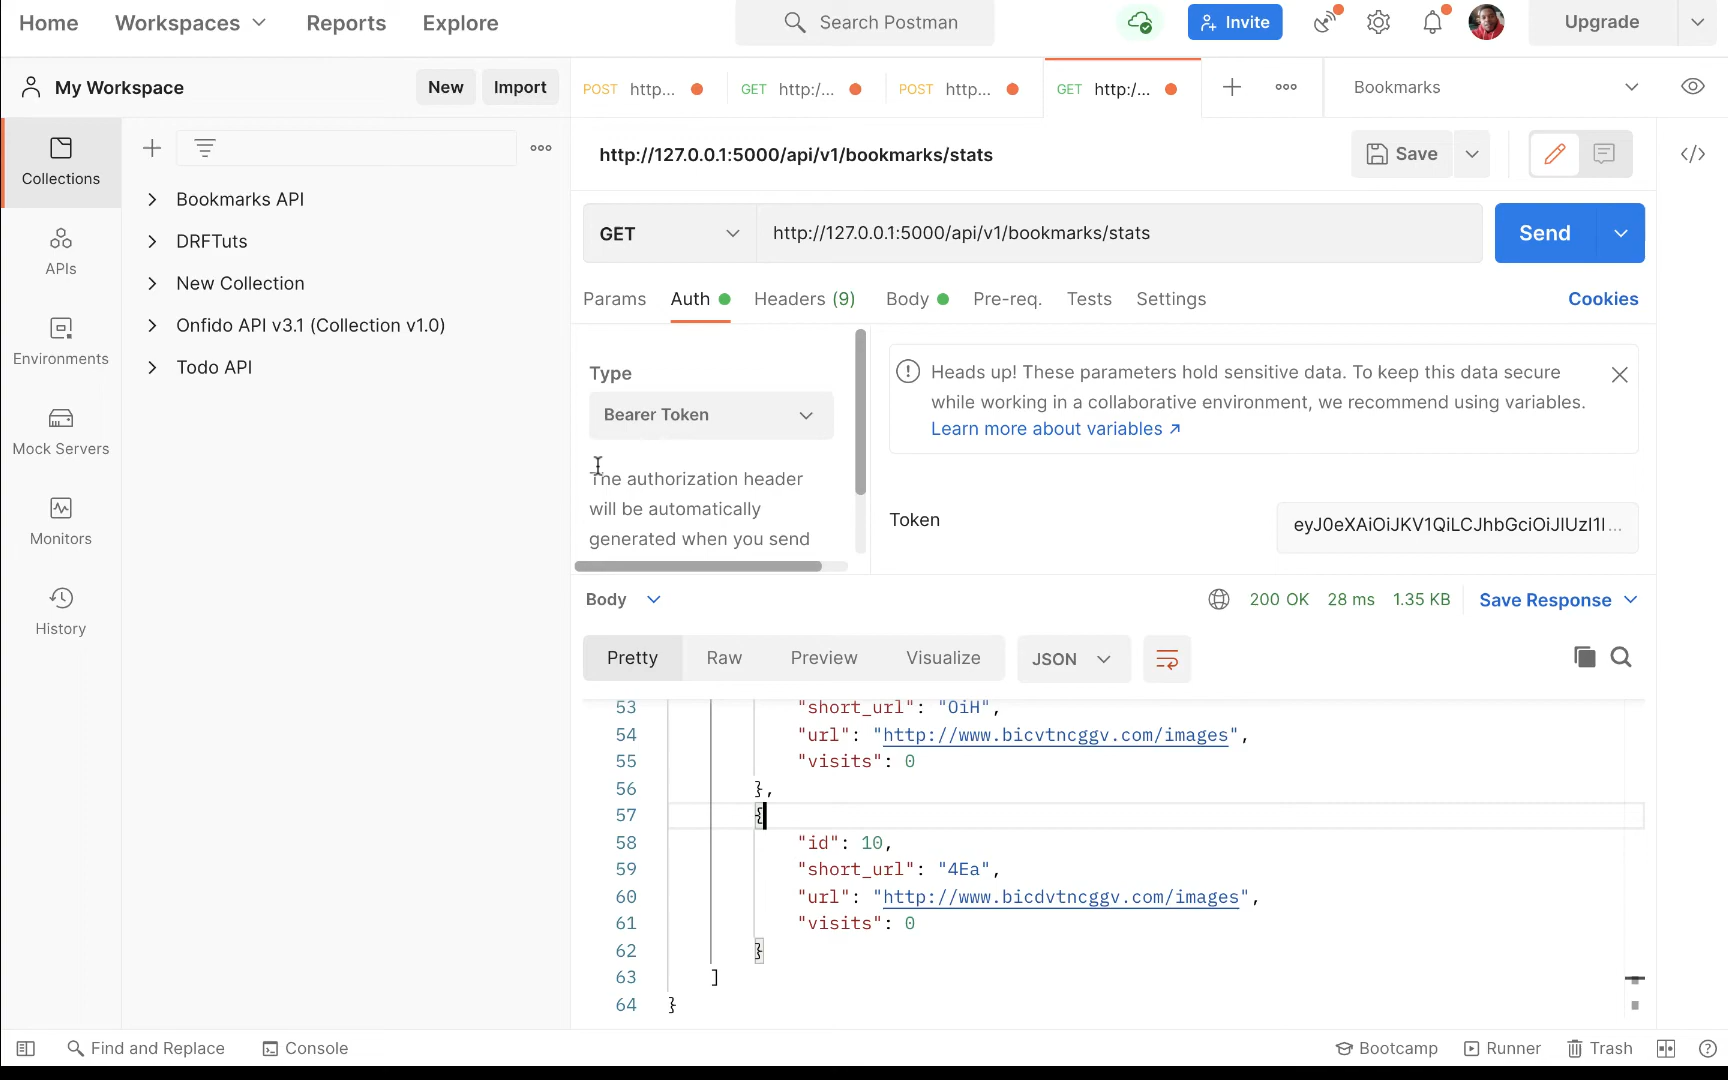 Home Workspaces Reports Explore Search Postman Invite Upgrade
My Workspace New Import POST http... GET http:/... POST http... GET http:/... Bookmarks
Collections
APIs
Environments
Mock Servers
Monitors
History
Bookmarks API
DRFTuts
New Collection
Onfido API v3.1 (Collection v1.0)
Todo API
http://127.0.0.1:5000/api/v1/bookmarks/stats Save
GET http://127.0.0.1:5000/api/v1/bookmarks/stats Send
Params Auth Headers (9) Body Pre-req. Tests Settings Cookies
Type
Bearer Token
The authorization header
will be automatically
generated when you send
Heads up! These parameters hold sensitive data. To keep this data secure
while working in a collaborative environment, we recommend using variables.
Learn more about variables ↗
Token eyJ0eXAiOiJKV1QiLCJhbGciOiJIUzI1I...
Body 200 OK 28 ms 1.35 KB Save Response
Pretty Raw Preview Visualize JSON
53 "short_url": "OiH",
54 "url": "http://www.bicvtncggv.com/images",
55 "visits": 0
56 },
57 {
58 "id": 10,
59 "short_url": "4Ea",
60 "url": "http://www.bicdvtncggv.com/images",
61 "visits": 0
62 }
63 ]
64 }
Find and Replace Console Bootcamp Runner Trash